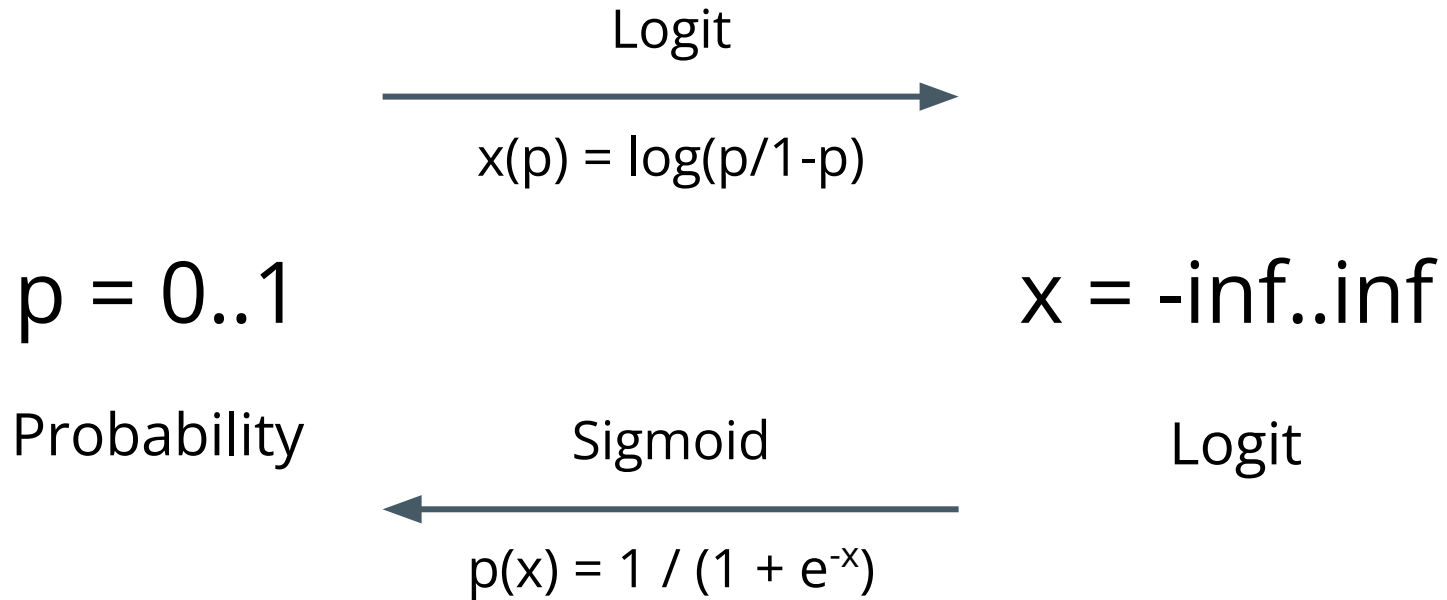 Logit
x(p) = log(p/1-p)
p = 0..1
x = -inf..inf
Probability
Sigmoid
Logit
p(x) = 1 / (1 + e⁻ˣ)